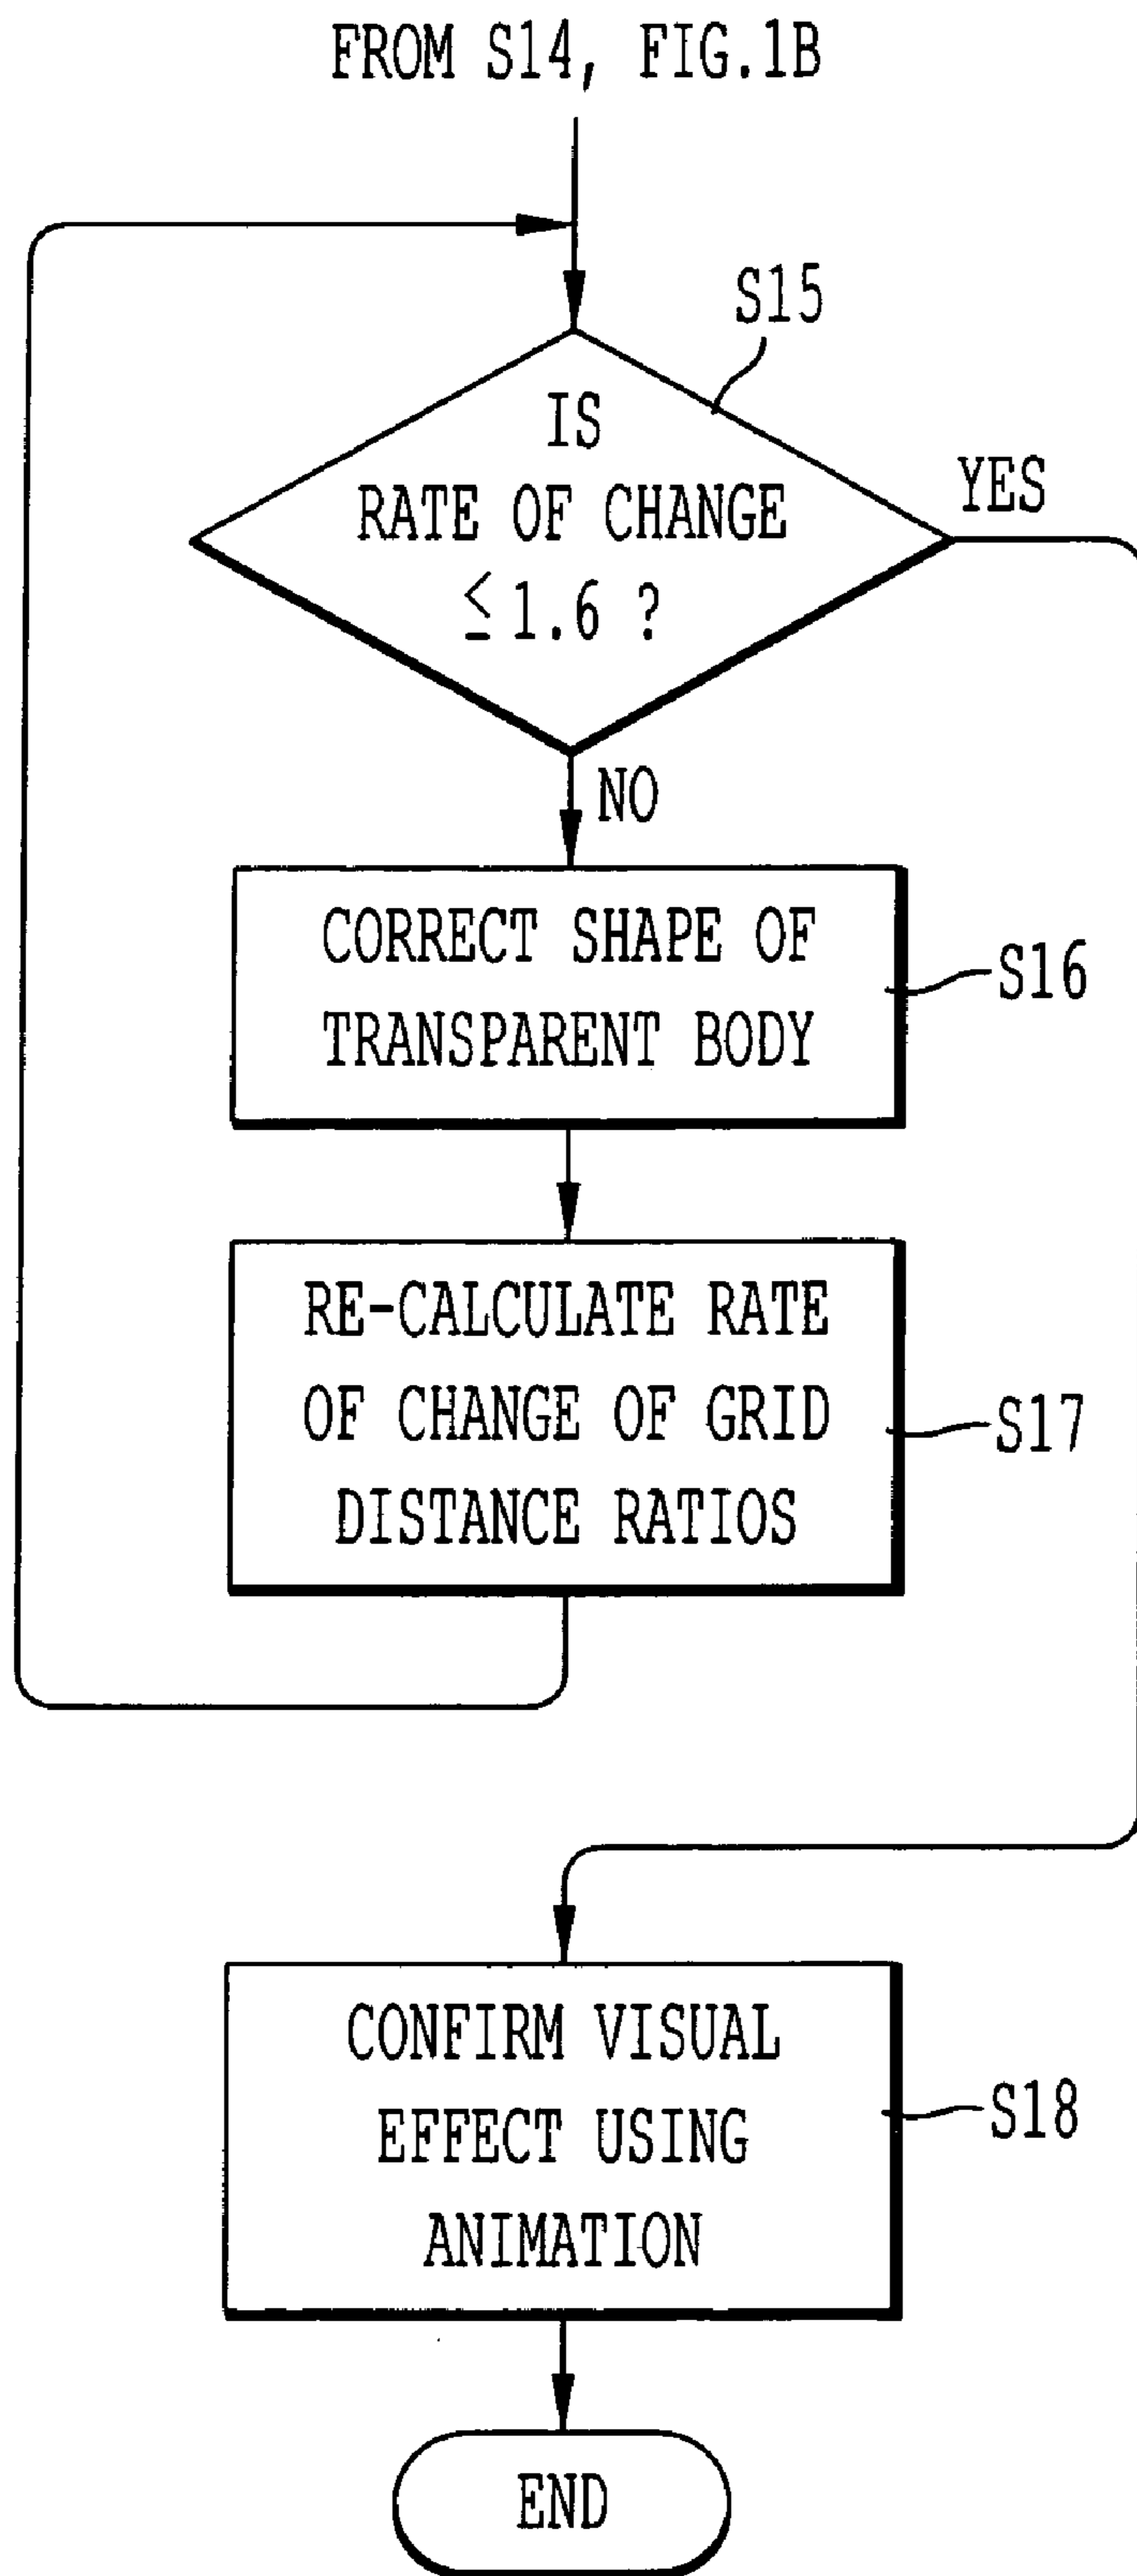 FROM S14, FIG.1B
S15
IS
RATE OF CHANGE
≤ 1.6 ?
YES
NO
CORRECT SHAPE OF
TRANSPARENT BODY
S16
RE-CALCULATE RATE
OF CHANGE OF GRID
DISTANCE RATIOS
S17
CONFIRM VISUAL
EFFECT USING
ANIMATION
S18
END